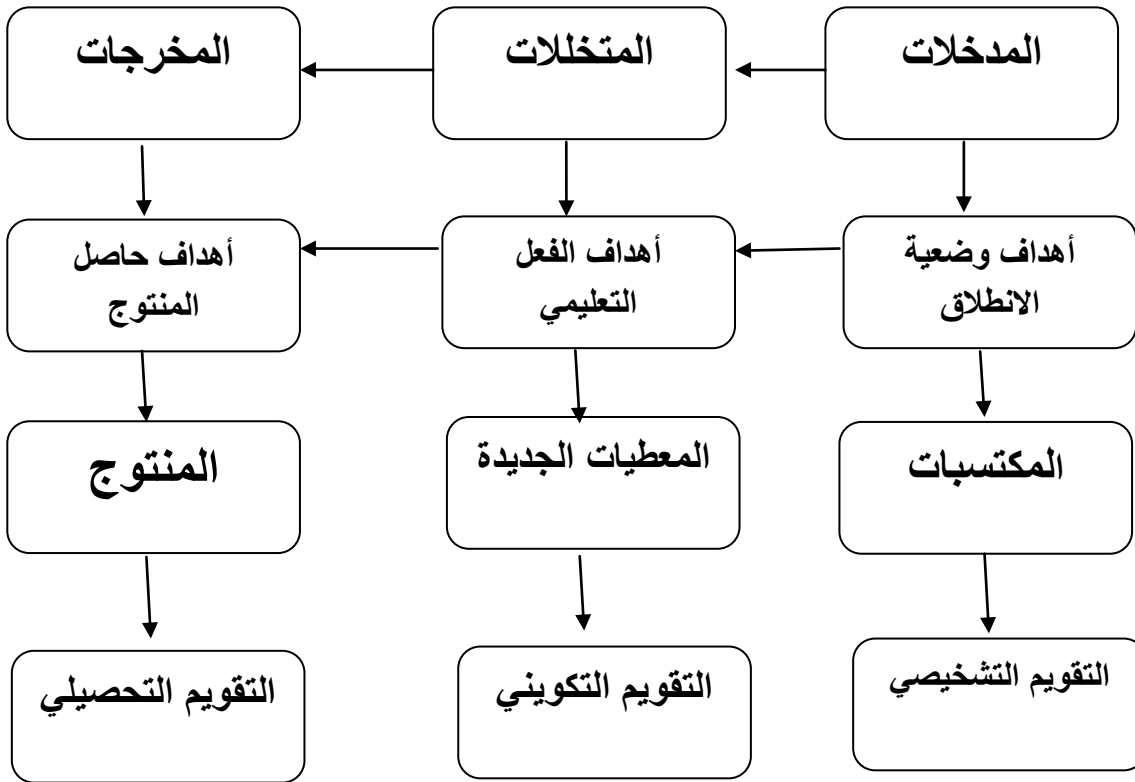 المدخلات
المتخللات
المخرجات
أهداف وضعية
الانطلاق
أهداف الفعل
التعليمي
أهداف حاصل
المنتوج
المكتسبات
المعطيات الجديدة
المنتوج
التقويم التشخيصي
التقويم التكويني
التقويم التحصيلي